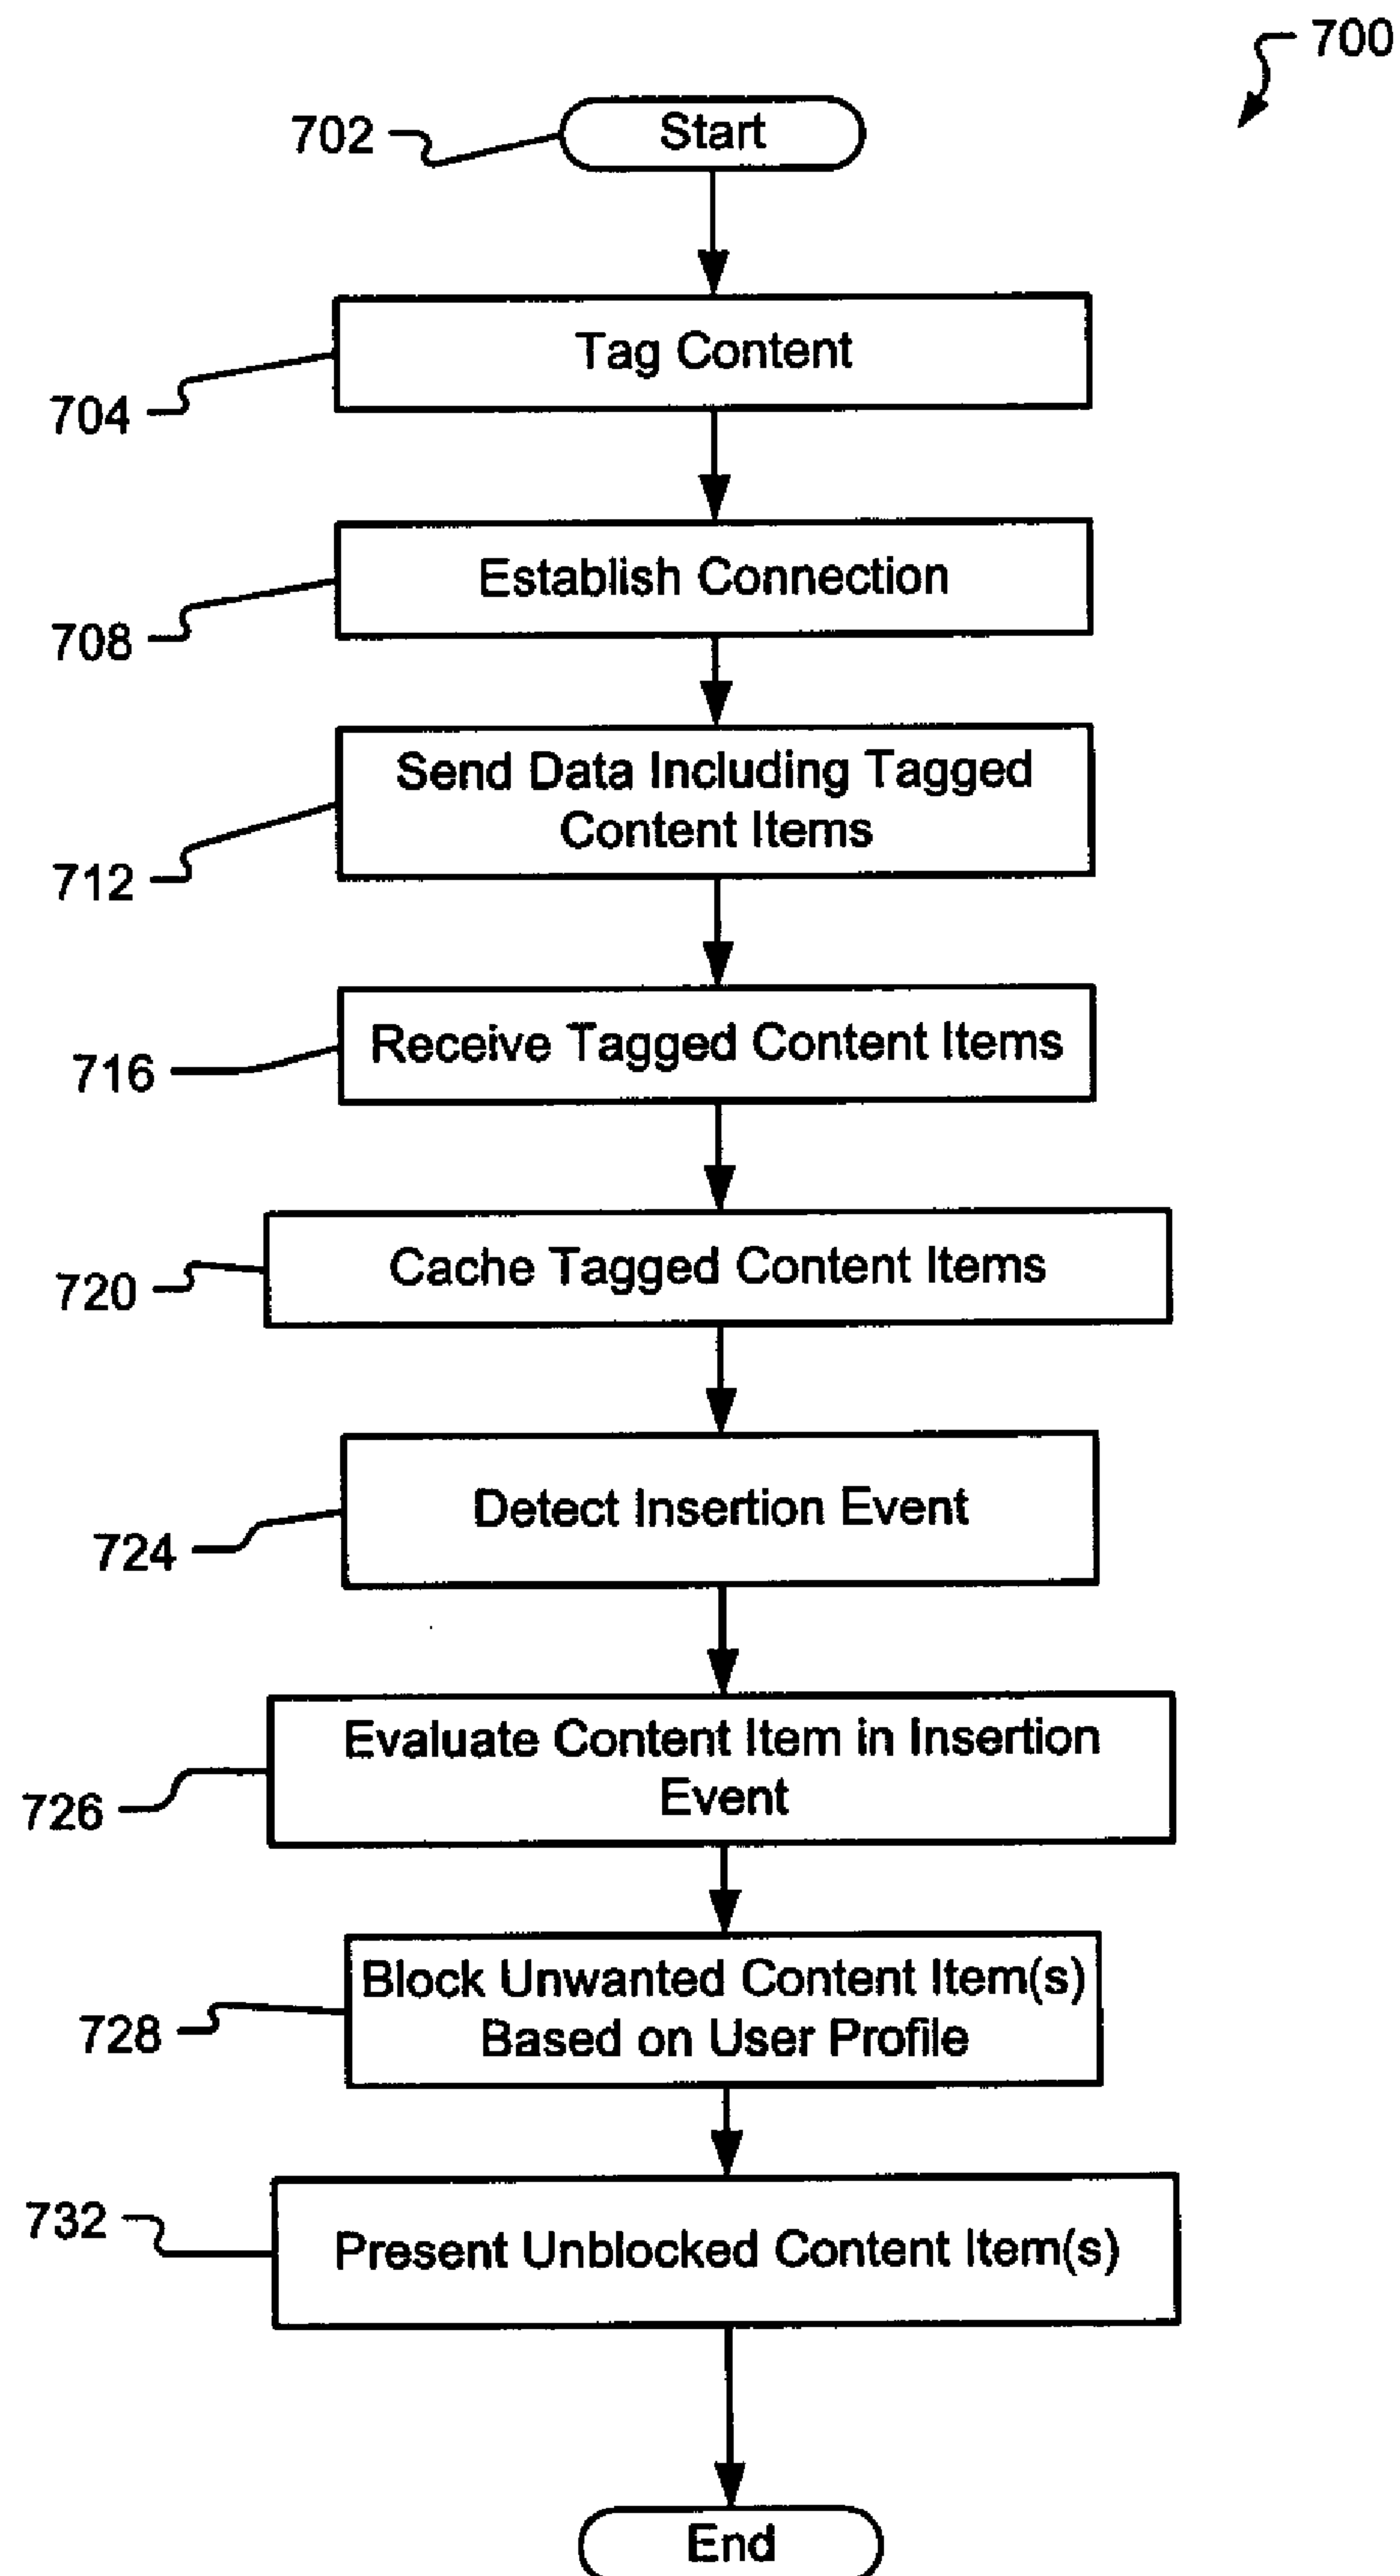 700
702
Start
Tag Content
704
Establish Connection
708
Send Data Including Tagged
Content Items
712
Receive Tagged Content Items
716
Cache Tagged Content Items
720
Detect Insertion Event
724
Evaluate Content Item in Insertion
Event
726
Block Unwanted Content Item(s)
Based on User Profile
728
732
Present Unblocked Content Item(s)
End